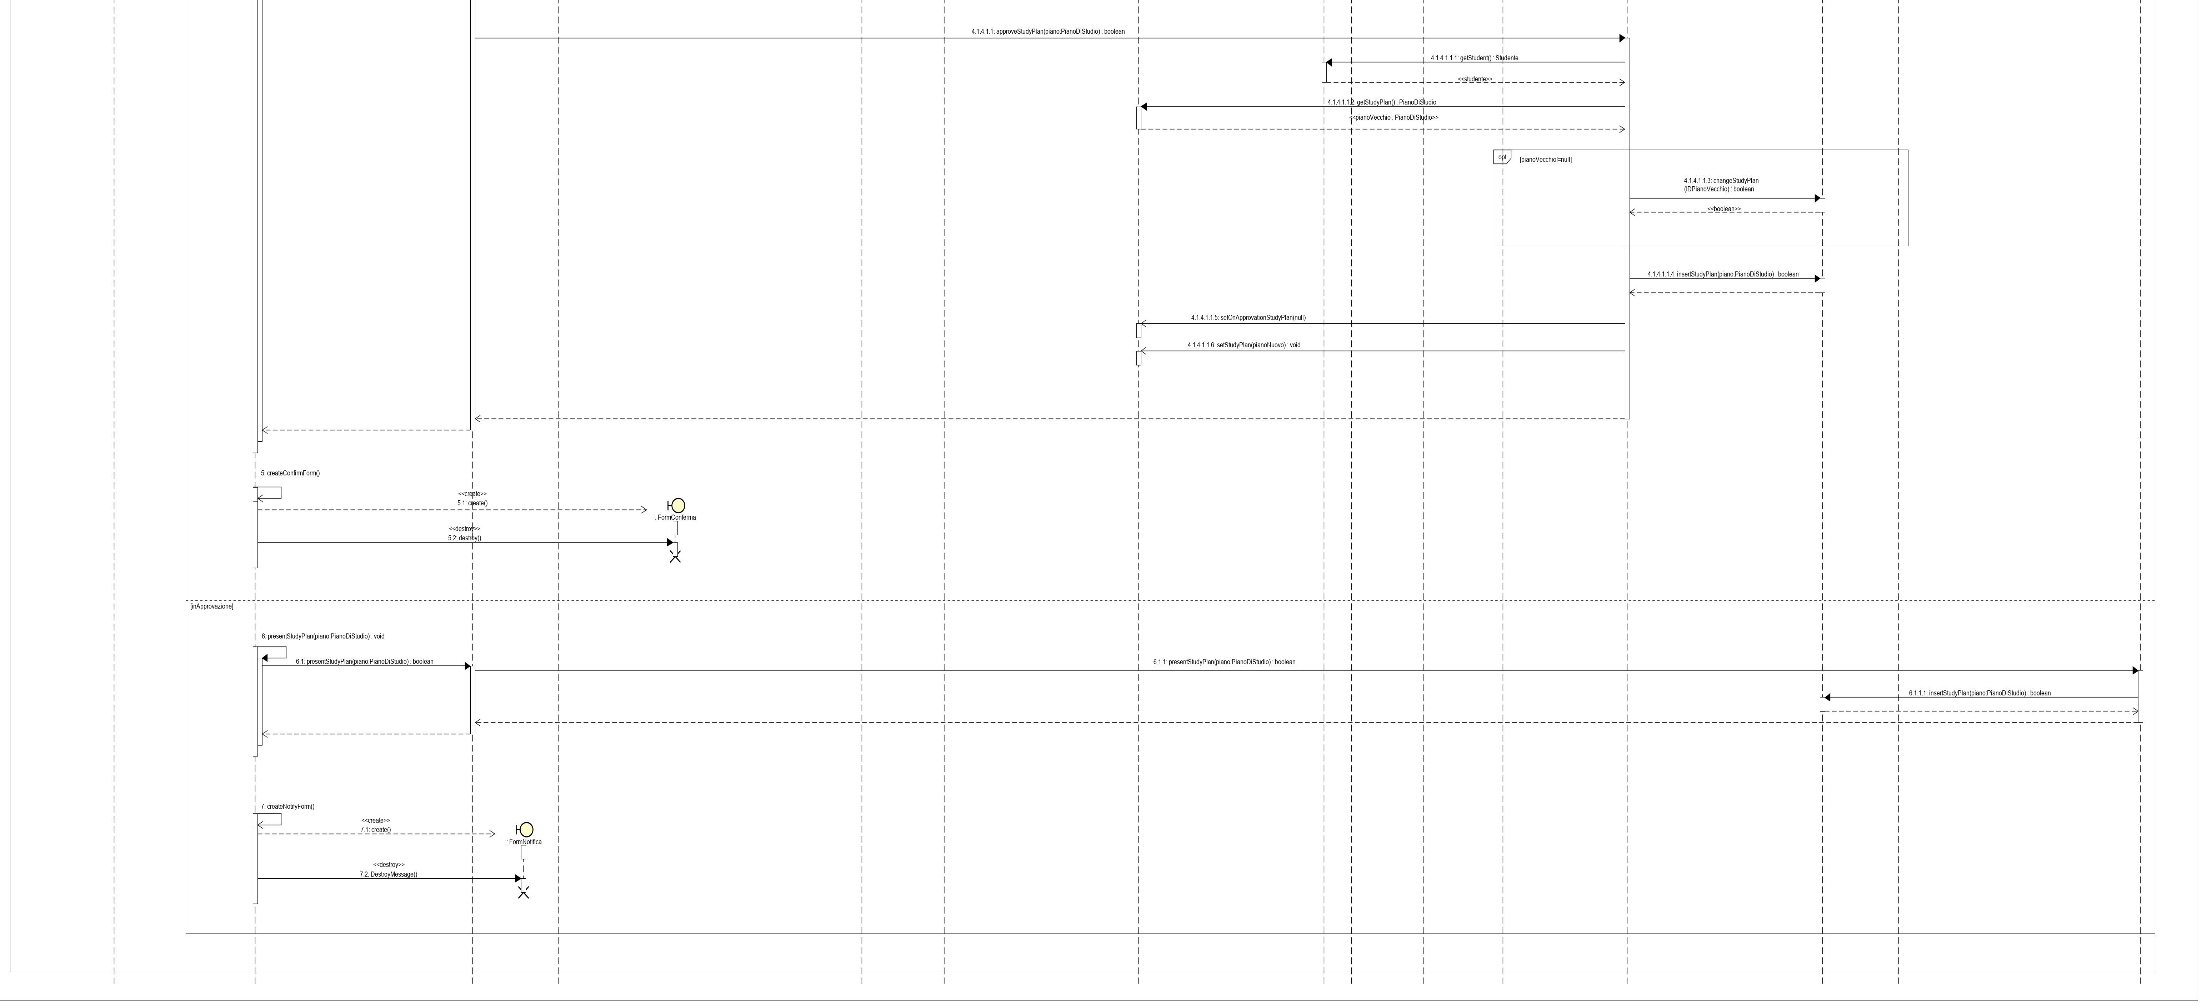 4.1.4.1.1: approveStudyPlan(piano:PianoDiStudio) : boolean
4.1.4.1.1.1: getStudent() : Studente
<<studente>>
4.1.4.1.1.2: getStudyPlan() : PianoDiStudio
<<pianoVecchio : PianoDiStudio>>
opt
[pianoVecchio!=null]
4.1.4.1.1.3: changeStudyPlan
(IDPianoVecchio) : boolean
<<boolean>>
4.1.4.1.1.4: insertStudyPlan(piano:PianoDiStudio) : boolean
4.1.4.1.1.5: setOnApprovationStudyPlan(null)
4.1.4.1.1.6: setStudyPlan(pianoNuovo) : void
5: createConfirmForm()
<<create>>
5.1: create()
: FormConferma
<<destroy>>
5.2: destroy()
[inApprovazione]
6: presentStudyPlan(piano:PianoDiStudio) : void
6.1: presentStudyPlan(piano:PianoDiStudio) : boolean
6.1.1: presentStudyPlan(piano:PianoDiStudio) : boolean
6.1.1.1: insertStudyPlan(piano:PianoDiStudio) : boolean
7: createNotifyForm()
<<create>>
7.1: create()
: FormNotifica
<<destroy>>
7.2: DestroyMessage()